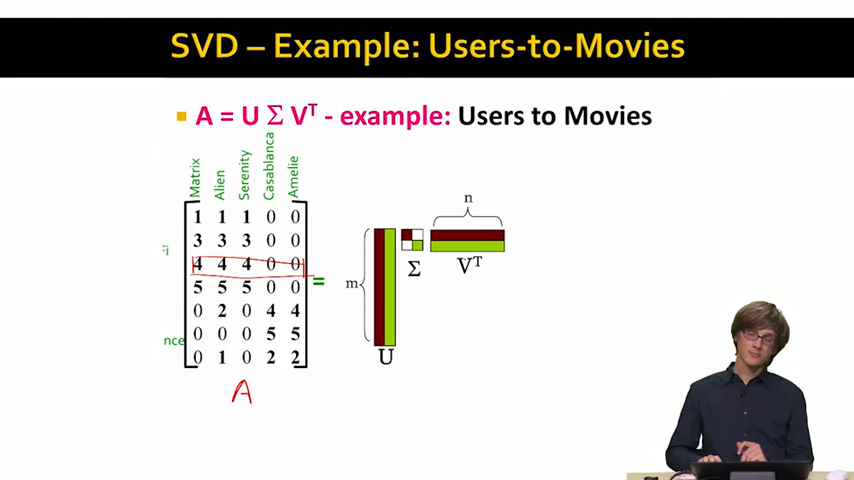 SVD – Example: Users-to-Movies
A = U Σ Vᵀ - example: Users to Movies
Matrix
Alien
Serenity
Casablanca
Amelie
1 1 1 0 0
3 3 3 0 0
4 4 4 0 0
5 5 5 0 0
0 2 0 4 4
0 0 0 5 5
0 1 0 2 2
=
m
n
U
Σ
Vᵀ
A